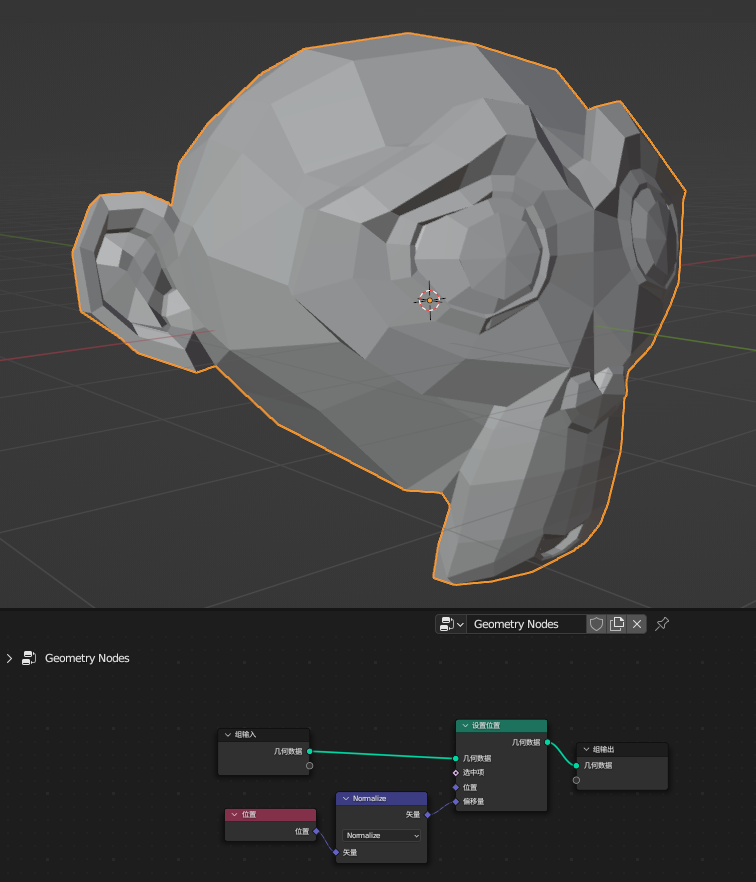 Geometry Nodes
Geometry Nodes
组输入
几何数据
位置
位置
Normalize
矢量
Normalize
矢量
设置位置
几何数据
几何数据
选中项
位置
偏移量
组输出
几何数据